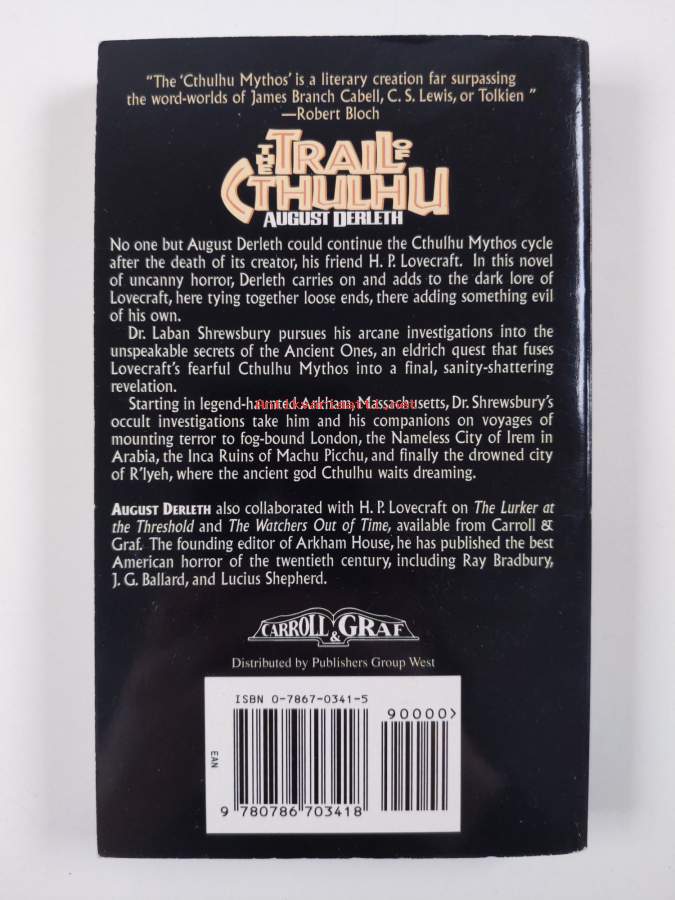 "The 'Cthulhu Mythos' is a literary creation far surpassing
the word-worlds of James Branch Cabell, C. S. Lewis, or Tolkien "
—Robert Bloch
THE TRAIL OF
CTHULHU
AUGUST DERLETH
No one but August Derleth could continue the Cthulhu Mythos cycle
after the death of its creator, his friend H. P. Lovecraft. In this novel
of uncanny horror, Derleth carries on and adds to the dark lore of
Lovecraft, here tying together loose ends, there adding something evil
of his own.
Dr. Laban Shrewsbury pursues his arcane investigations into the
unspeakable secrets of the Ancient Ones, an eldrich quest that fuses
Lovecraft's fearful Cthulhu Mythos into a final, sanity-shattering
revelation.
Starting in legend-haunted Arkham, Massachusetts, Dr. Shrewsbury's
occult investigations take him and his companions on voyages of
mounting terror to fog-bound London, the Nameless City of Irem in
Arabia, the Inca Ruins of Machu Picchu, and finally the drowned city
of R'lyeh, where the ancient god Cthulhu waits dreaming.
AUGUST DERLETH also collaborated with H. P. Lovecraft on The Lurker at
the Threshold and The Watchers Out of Time, available from Carroll &
Graf. The founding editor of Arkham House, he has published the best
American horror of the twentieth century, including Ray Bradbury,
J. G. Ballard, and Lucius Shepherd.
CARROLL & GRAF
Distributed by Publishers Group West
ISBN 0-7867-0341-5
90000>
EAN
9 780786 703418